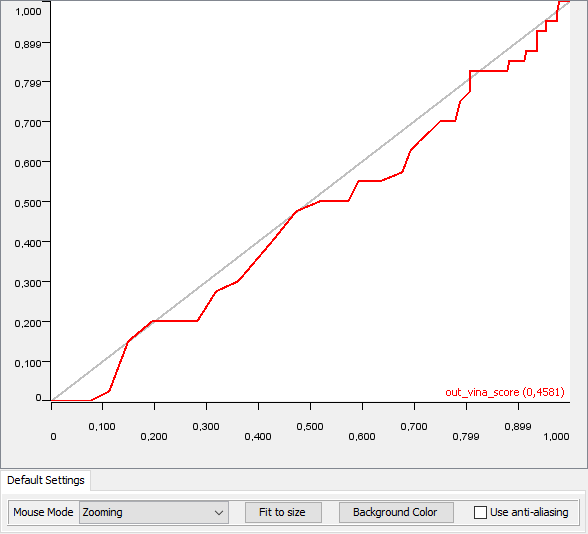 1,000
0,899
0,799
0,700
0,600
0,500
0,400
0,300
0,200
0,100
0
out_vina_score (0,4581)
0 0,200 0,400 0,600 0,799 1,000
0,100 0,300 0,500 0,700 0,899
Default Settings
Mouse Mode Zooming Fit to size Background Color Use anti-aliasing